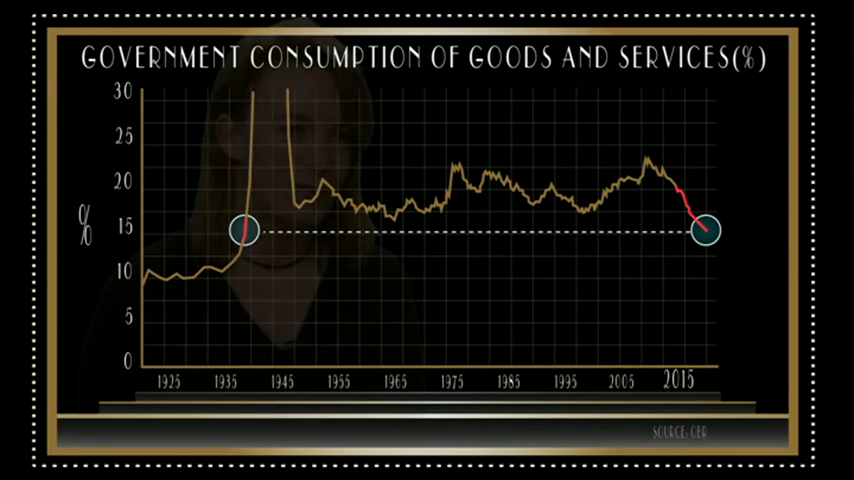 GOVERNMENT CONSUMPTION OF GOODS AND SERVICES(%)
30
25
20
15
10
5
0
%
1925 1935 1945 1955 1965 1975 1985 1995 2005 2015
SOURCE: OBR